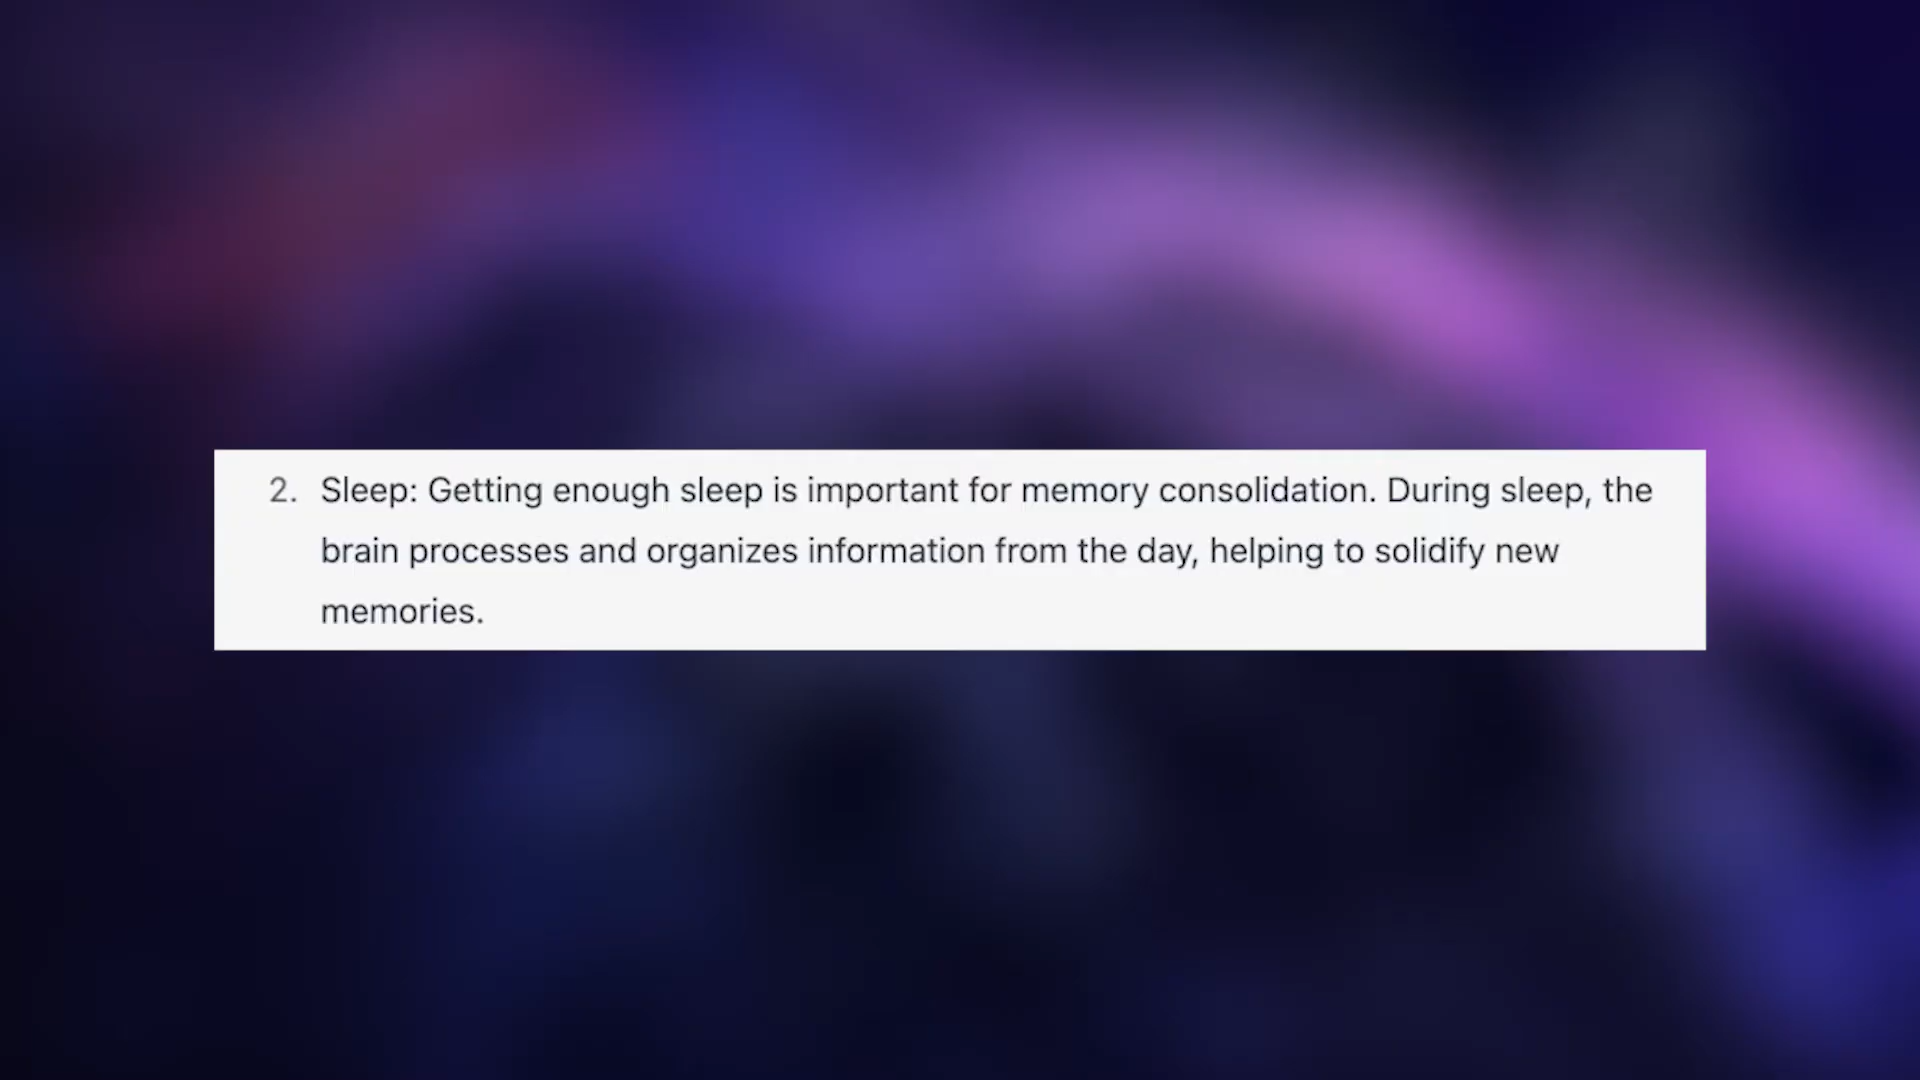 2. Sleep: Getting enough sleep is important for memory consolidation. During sleep, the
brain processes and organizes information from the day, helping to solidify new
memories.